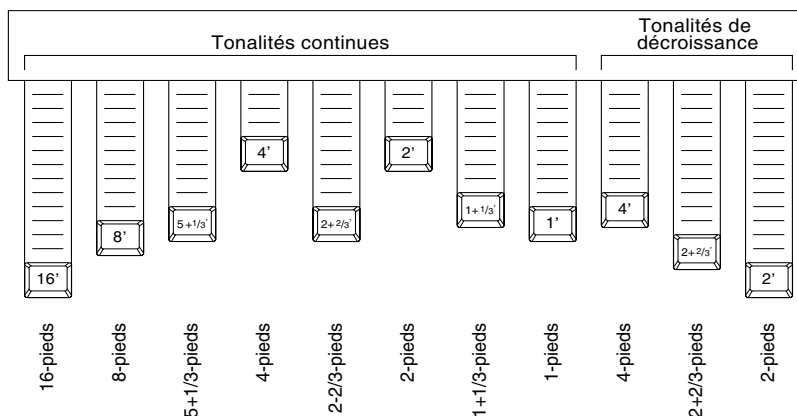 Tonalités continues
Tonalités de
décroissance
16’
8’
5+1/3’
4’
2+2/3’
2’
1+1/3’
1’
4’
2+2/3’
2’
16-pieds
8-pieds
5+1/3-pieds
4-pieds
2-2/3-pieds
2-pieds
1+1/3-pieds
1-pieds
4-pieds
2+2/3-pieds
2-pieds